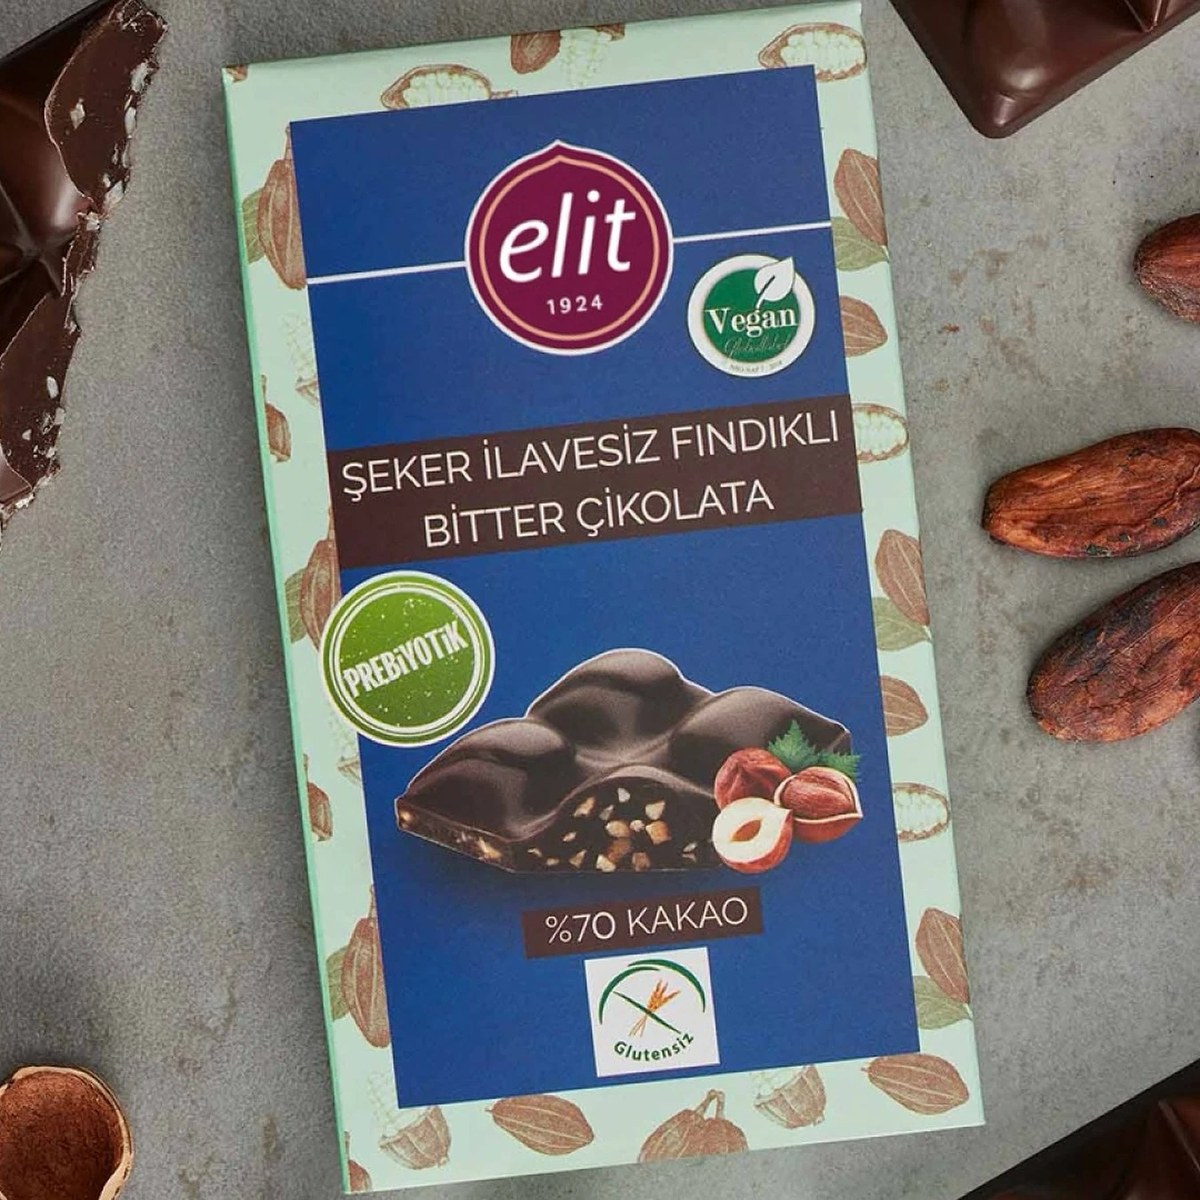 elit
1924
Vegan
ŞEKER İLAVESİZ FINDIKLI
BİTTER ÇİKOLATA
PREBİYOTİK
%70 KAKAO
Glutensiz